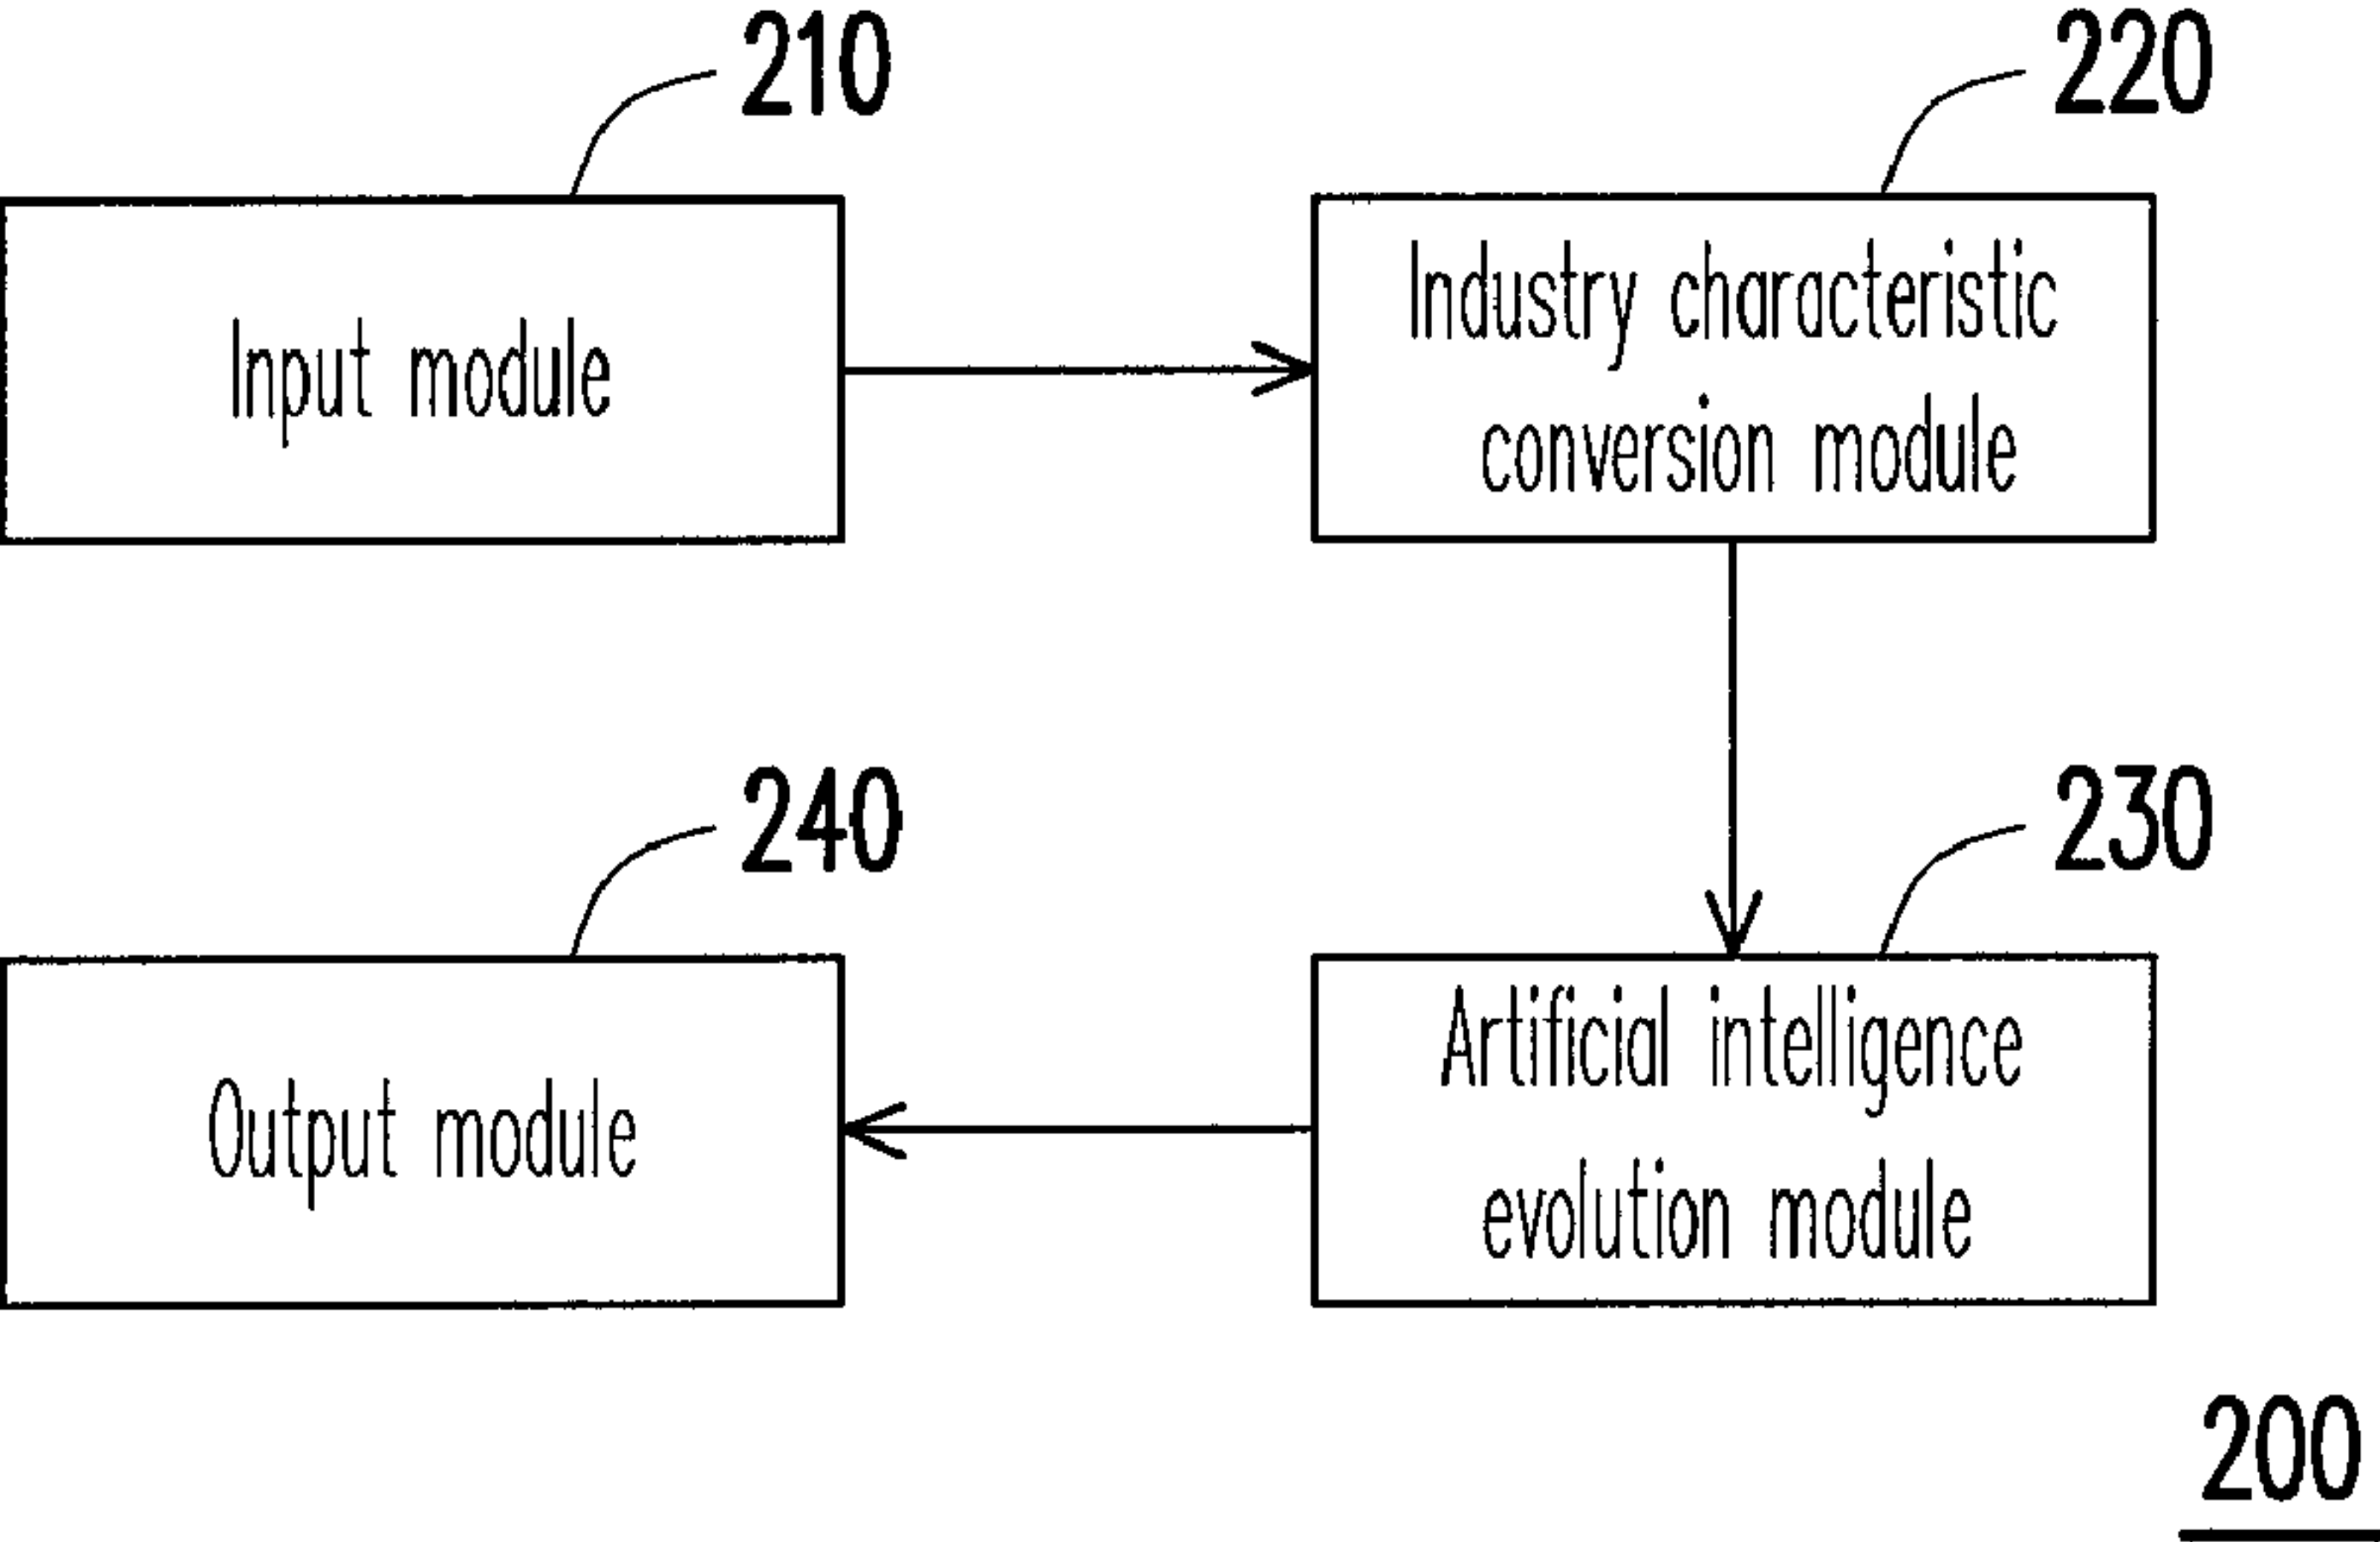 210
220
Input module
Industry characteristic
conversion module
240
230
Output module
Artificial intelligence
evolution module
200